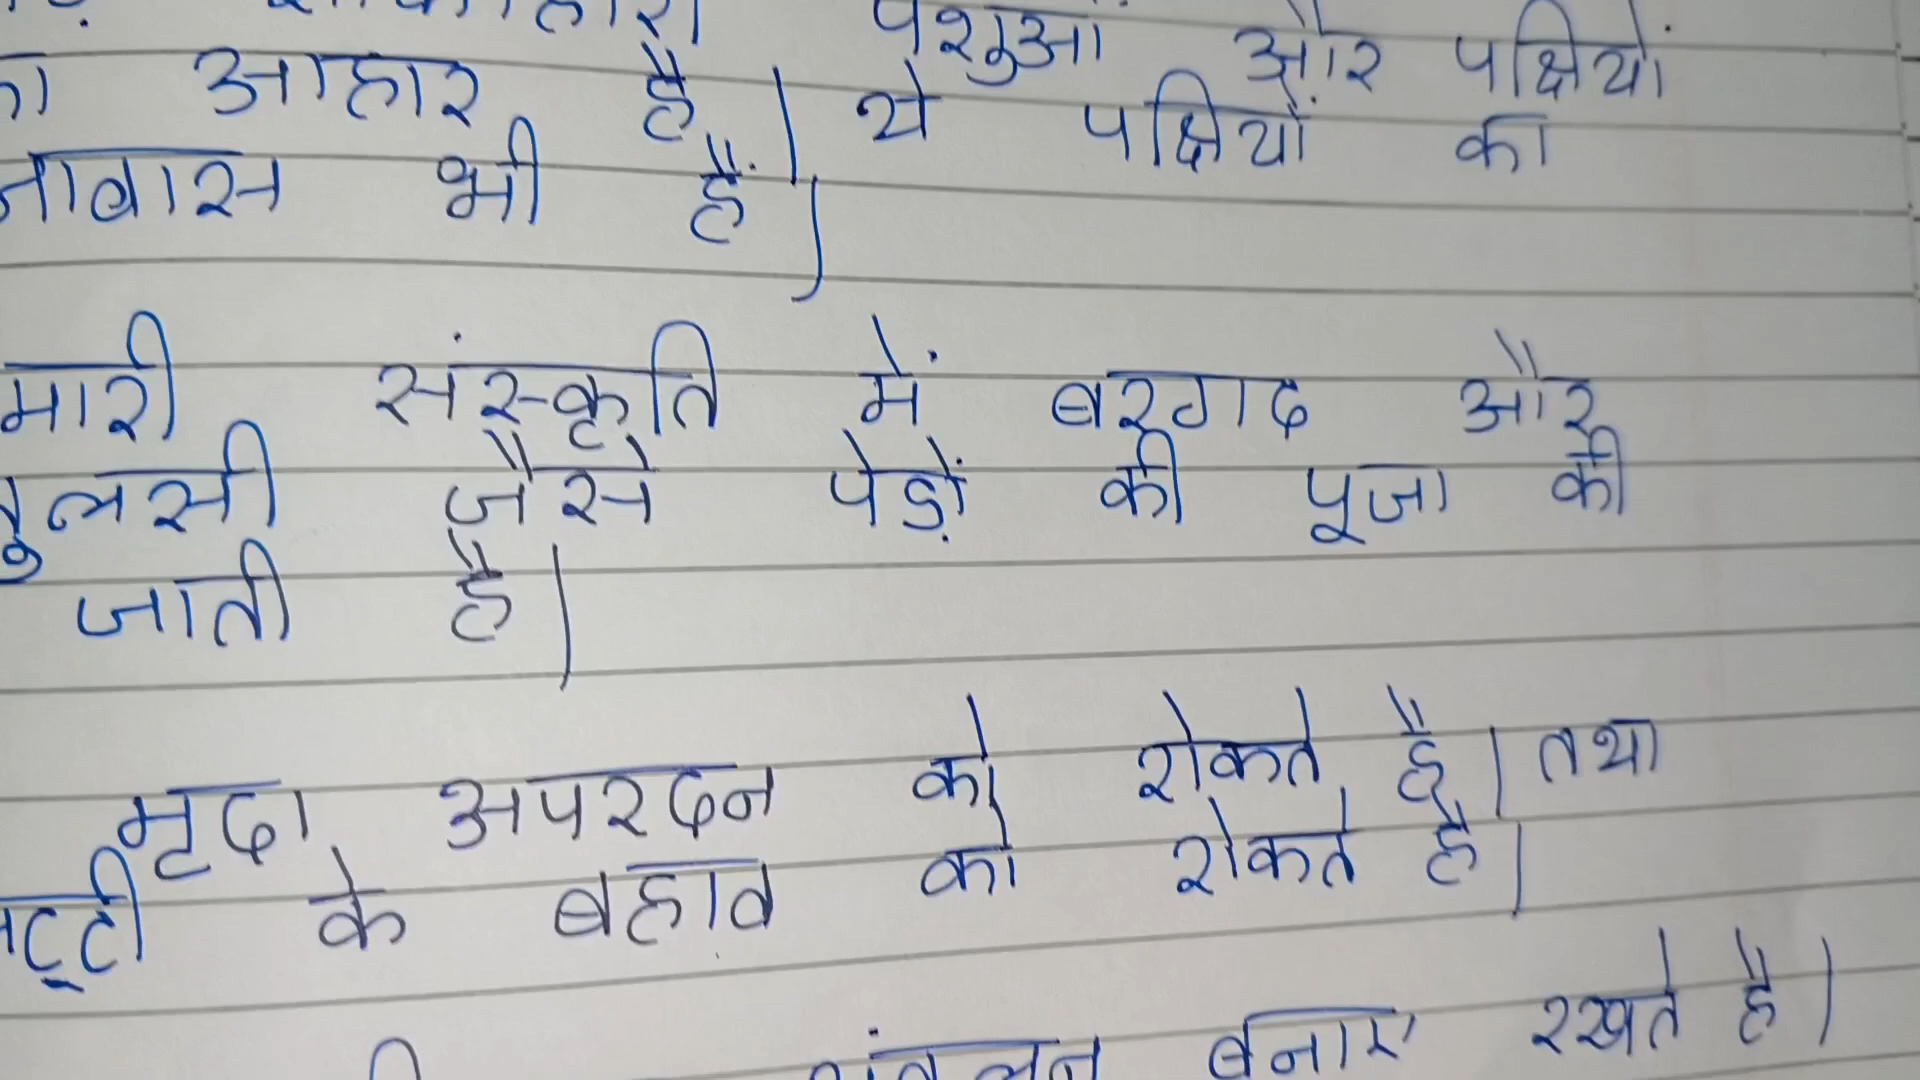 पशुओं और पक्षियों
आहार है। ये पक्षियों का
भी हैं।
संस्कृति में बरगद और
तुलसी जैसे पेड़ों की पूजा की
जाती है।
मृदा अपरदन को रोकते है। तथा
के बहाव को रोकते है।
बनाए रखते है।